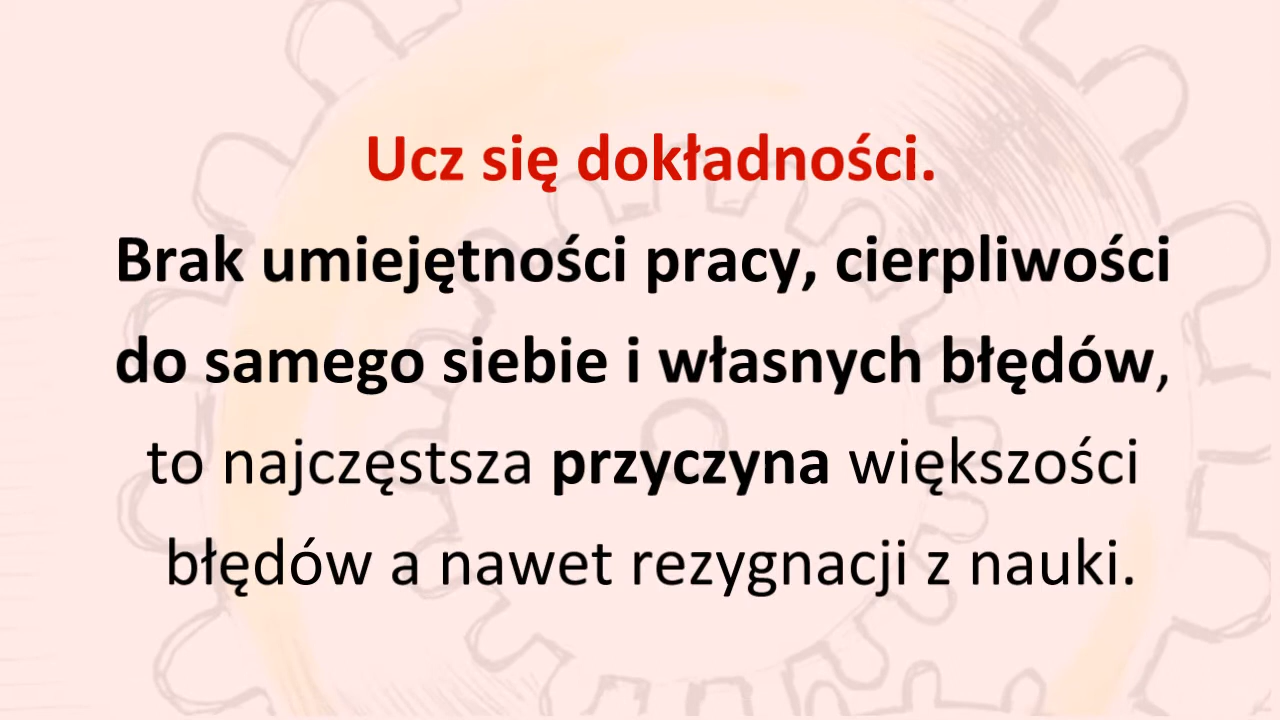 Ucz się dokładności.
Brak umiejętności pracy, cierpliwości
do samego siebie i własnych błędów,
to najczęstsza przyczyna większości
błędów a nawet rezygnacji z nauki.